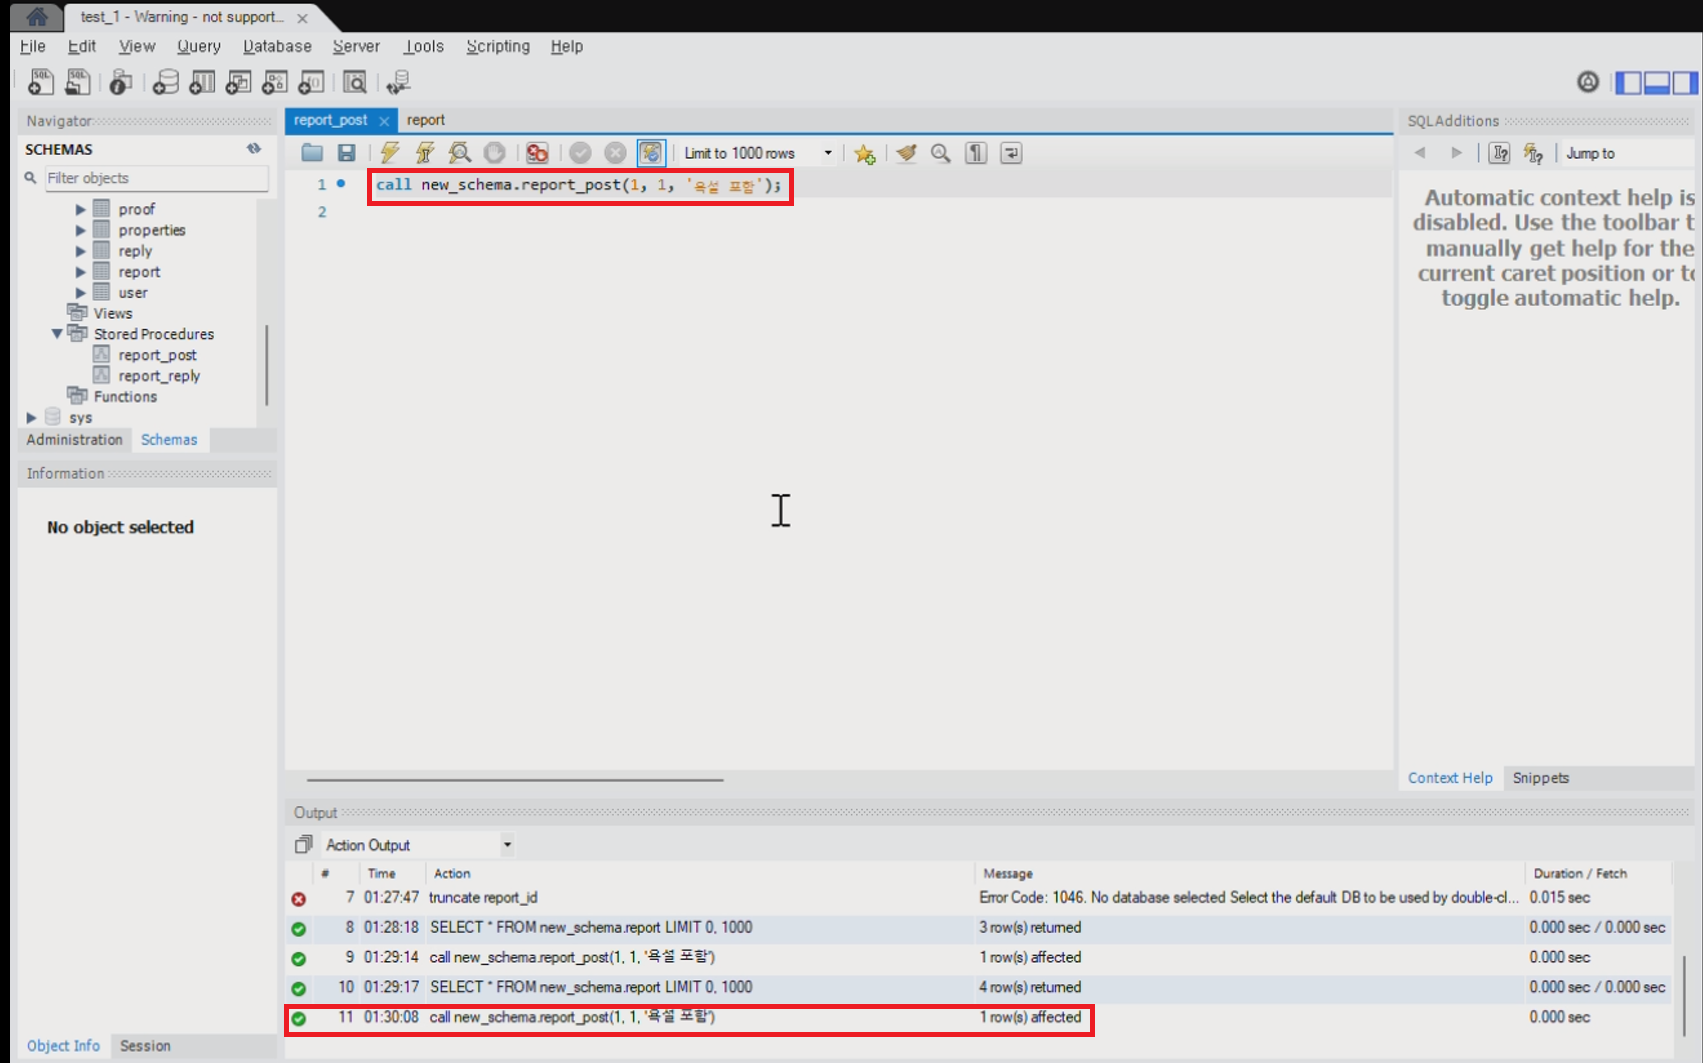 test_1 - Warning - not support...
File Edit View Query Database Server Tools Scripting Help
Navigator
SCHEMAS
Filter objects
proof
properties
reply
report
user
Views
Stored Procedures
report_post
report_reply
Functions
sys
Administration Schemas
Information
No object selected
Object Info Session
report_post report
Limit to 1000 rows
1 call new_schema.report_post(1, 1, '욕설 포함');
2
SQLAdditions
Jump to
Automatic context help is
disabled. Use the toolbar t
manually get help for the
current caret position or to
toggle automatic help.
Context Help Snippets
Output
Action Output
# Time Action Message Duration / Fetch
7 01:27:47 truncate report_id Error Code: 1046. No database selected Select the default DB to be used by double-cl... 0.015 sec
8 01:28:18 SELECT * FROM new_schema.report LIMIT 0, 1000 3 row(s) returned 0.000 sec / 0.000 sec
9 01:29:14 call new_schema.report_post(1, 1, '욕설 포함') 1 row(s) affected 0.000 sec
10 01:29:17 SELECT * FROM new_schema.report LIMIT 0, 1000 4 row(s) returned 0.000 sec / 0.000 sec
11 01:30:08 call new_schema.report_post(1, 1, '욕설 포함') 1 row(s) affected 0.000 sec